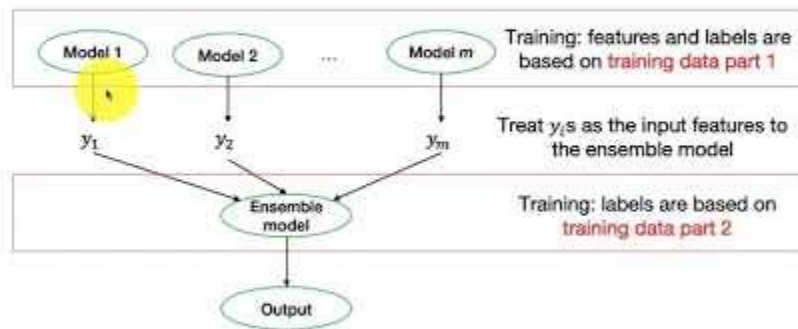 Model 1
Model 2
...
Model m
Training: features and labels are
based on training data part 1
y₁
y₂
yₘ
Treat yᵢs as the input features to
the ensemble model
Ensemble
model
Training: labels are based on
training data part 2
Output